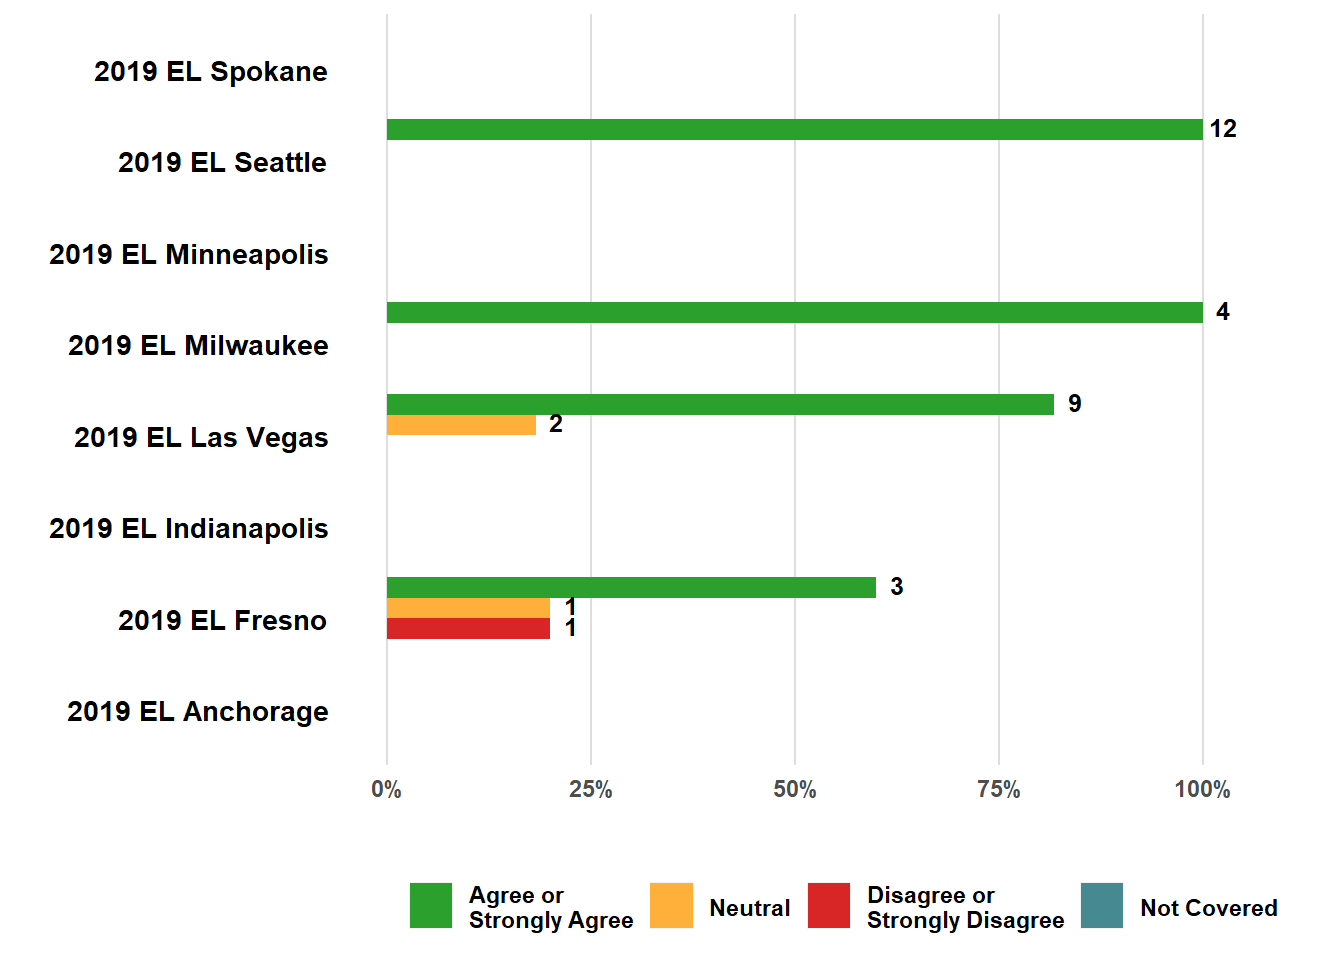 2019 EL Spokane
12
2019 EL Seattle
2019 EL Minneapolis
4
2019 EL Milwaukee
9
2
2019 EL Las Vegas
2019 EL Indianapolis
3
1
2019 EL Fresno
1
2019 EL Anchorage
0% 25% 50% 75% 100%
Agree or
Strongly Agree
Neutral
Disagree or
Strongly Disagree
Not Covered